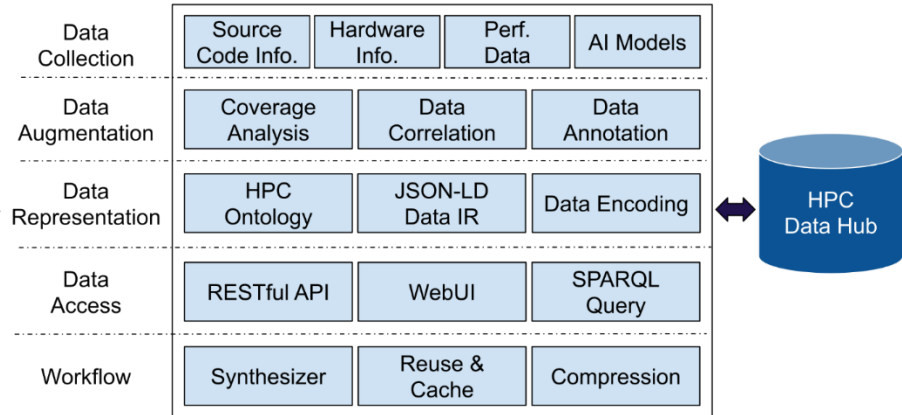 Data
Collection
Source
Code Info.
Hardware
Info.
Perf.
Data
AI Models
Data
Augmentation
Coverage
Analysis
Data
Correlation
Data
Annotation
Data
Representation
HPC
Ontology
JSON-LD
Data IR
Data Encoding
HPC
Data Hub
Data
Access
RESTful API
WebUI
SPARQL
Query
Workflow
Synthesizer
Reuse &
Cache
Compression